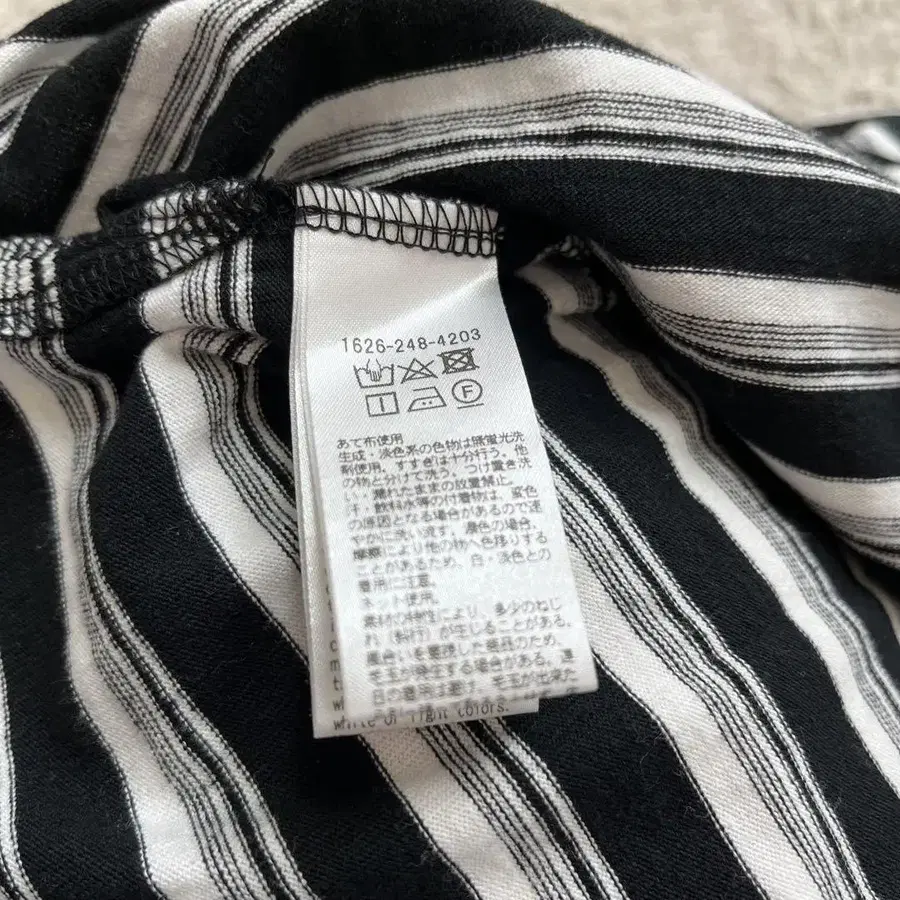 1626-248-4203
F
あて布使用
生成・淡色系の色物は無蛍光洗
剤使用。すすぎは十分行う。他
の物と分けて洗う。つけ置き洗
い・濡れたままの放置禁止。
汗・飲料水等の付着物は、変色
の原因となる場合があるので速
やかに洗い流す。濃色の場合、
摩擦により他の物へ色移りする
ことがあるため、白・淡色との
着用に注意。
ネット使用。
素材の特性により、多少のねじ
れ(斜行)が生じることがある。
風合いを重視した商品のため、
毛玉が発生する場合がある。連
日の着用は避け、毛玉が出来た
white or light colors.